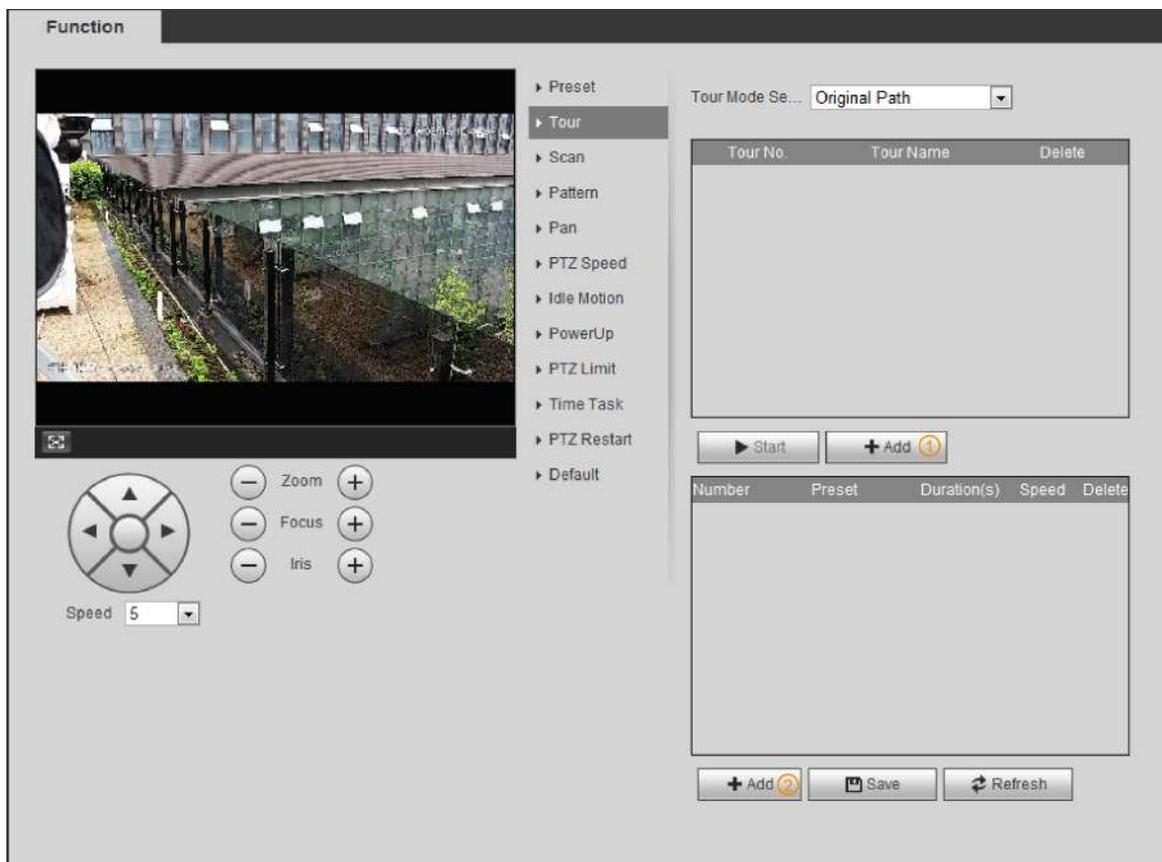 Function
Preset
Tour
Scan
Pattern
Pan
PTZ Speed
Idle Motion
PowerUp
PTZ Limit
Time Task
PTZ Restart
Default
Zoom
Focus
Iris
Speed 5
Tour Mode Se... Original Path
Tour No. Tour Name Delete
Start Add 1
Number Preset Duration(s) Speed Delete
Add 2 Save Refresh